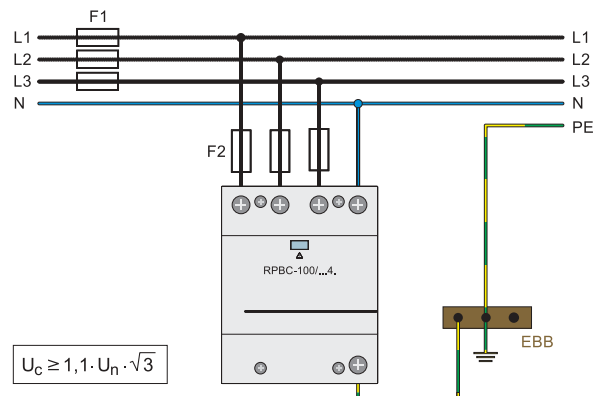 F1
L1 L1
L2 L2
L3 L3
N N
PE
F2
RPBC-100/...4.
EBB
Uc ≥ 1,1· Un · √3